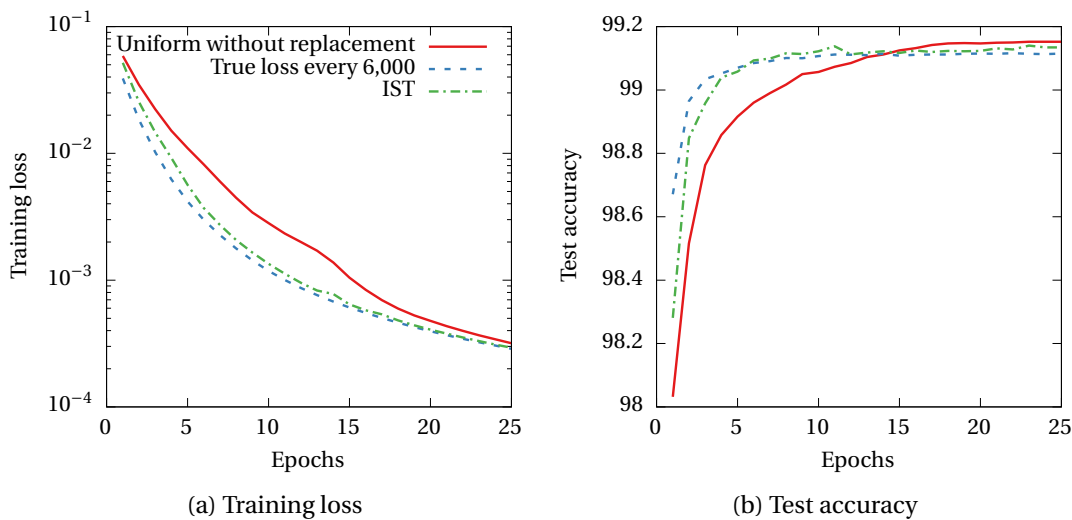 10^-1
10^-2
10^-3
10^-4
Training loss
Uniform without replacement
True loss every 6,000
IST
0 5 10 15 20 25
Epochs
(a) Training loss
99.2
99
98.8
98.6
98.4
98.2
98
Test accuracy
0 5 10 15 20 25
Epochs
(b) Test accuracy